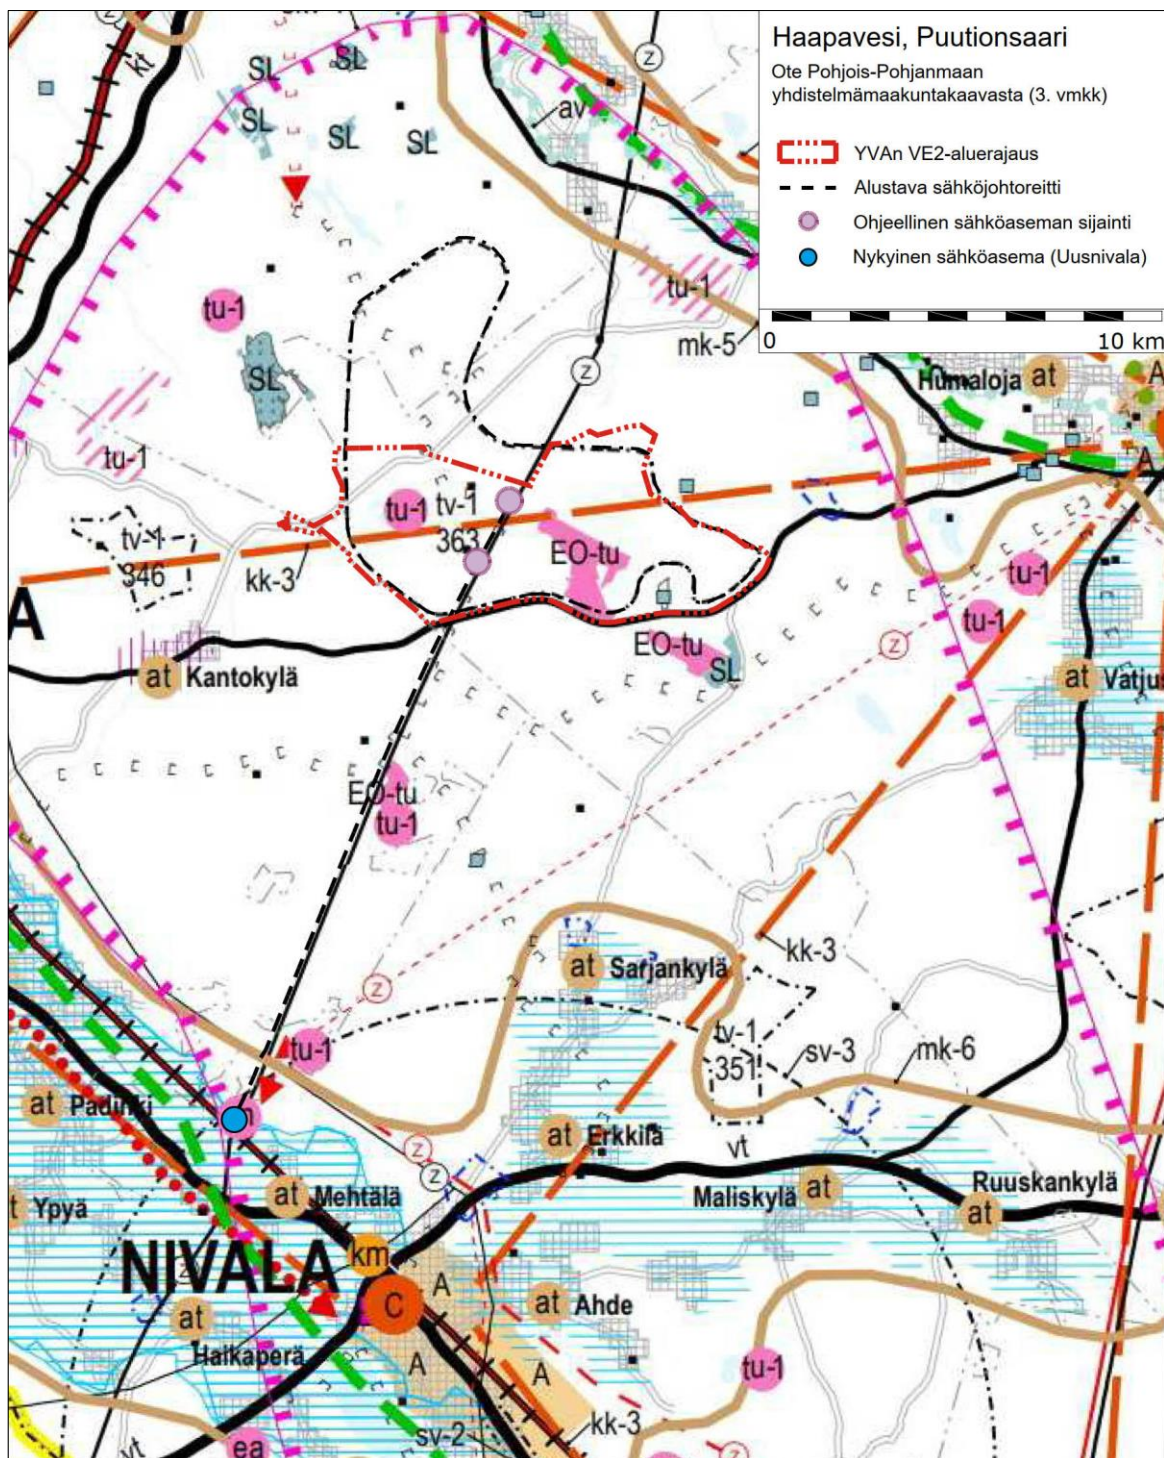 Haapavesi, Puutionsaari
Ote Pohjois-Pohjanmaan
yhdistelmämaakuntakaavasta (3. vmkk)
YVAn VE2-aluerajaus
Alustava sähköjohtoreitti
Ohjeellinen sähköaseman sijainti
Nykyinen sähköasema (Uusnivala)
0 10 km
kt
z
SL
SL
SL
SL
SL
av
z
tu-1
tu-1
mk-5
z
SL
Humaloja
at
A
tu-1
A
tu-1
tv-1
363
tv-1
346
kk-3
EO-tu
tu-1
tu-1
A
z
EO-tu
SL
at
Kantokylä
at
EO-tu
tu-1
kk-3
at
Sarjankylä
z
tv-1
351
sv-3
mk-6
tu-1
at
Padinki
at
Erkkilä
z
z
vt
Maliskylä
at
Ruuskankylä
at
Ypyä
at
Mehtälä
km
NIVALA
z
A
C
at
Ahde
at
Haikaperä
A
A
tu-1
kk-3
sv-2
vt
ea
z